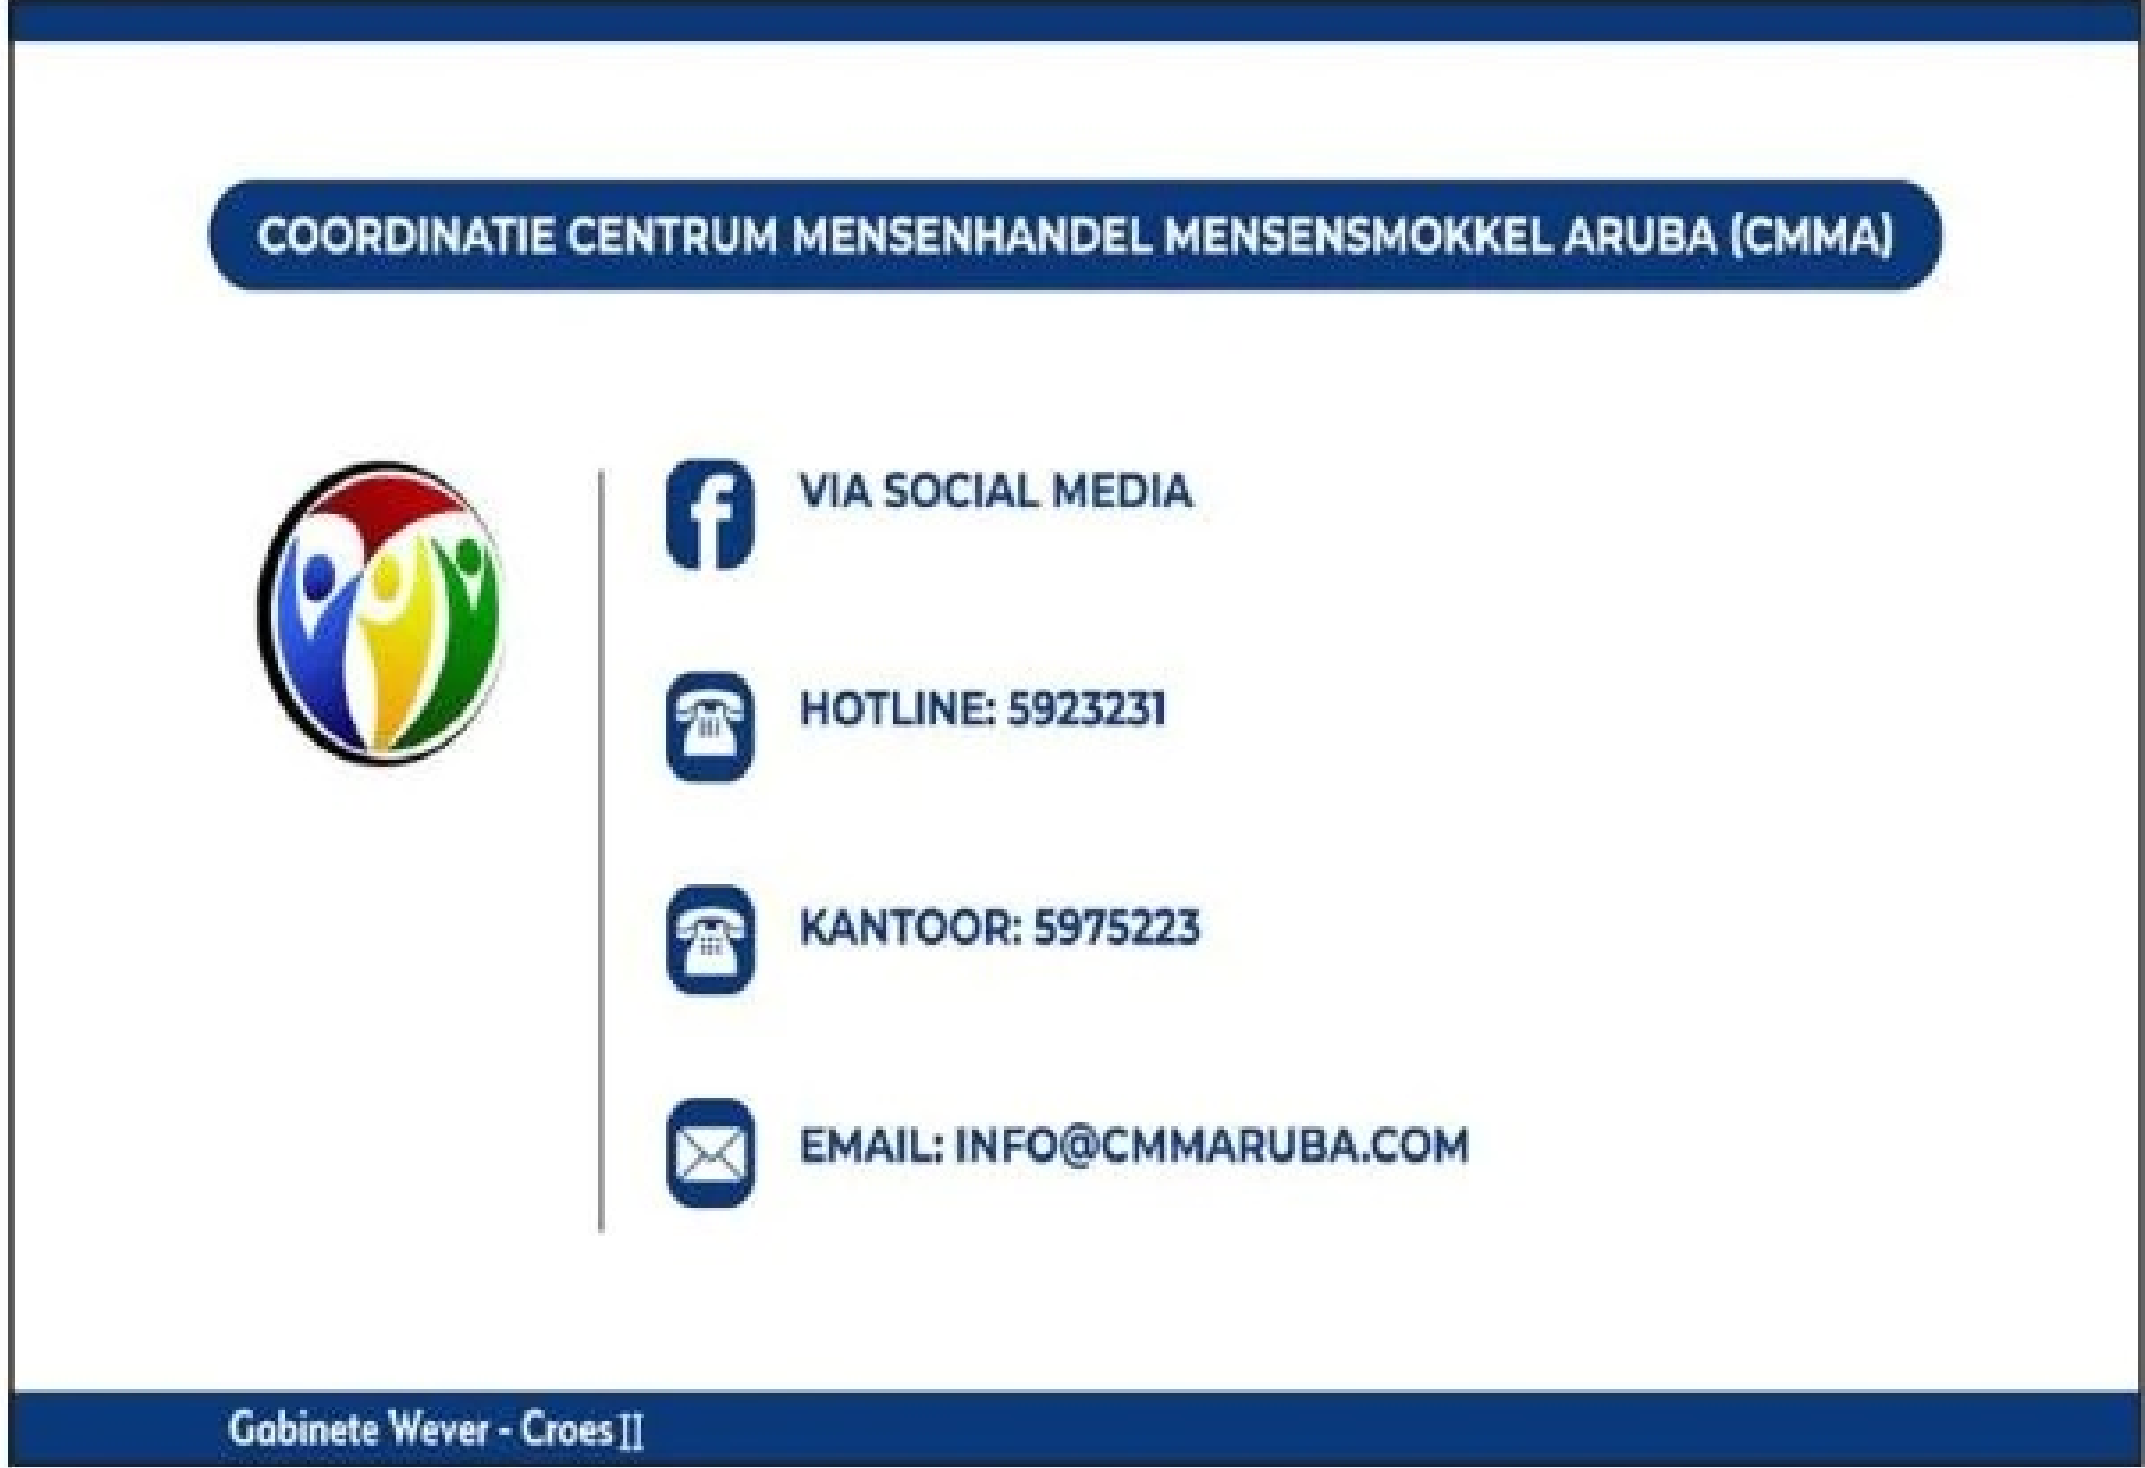 COORDINATIE CENTRUM MENSENHANDEL MENSENSMOKKEL ARUBA (CMMA)
VIA SOCIAL MEDIA
HOTLINE: 5923231
KANTOOR: 5975223
EMAIL: INFO@CMMARUBA.COM
Gabinete Wever - Croes II